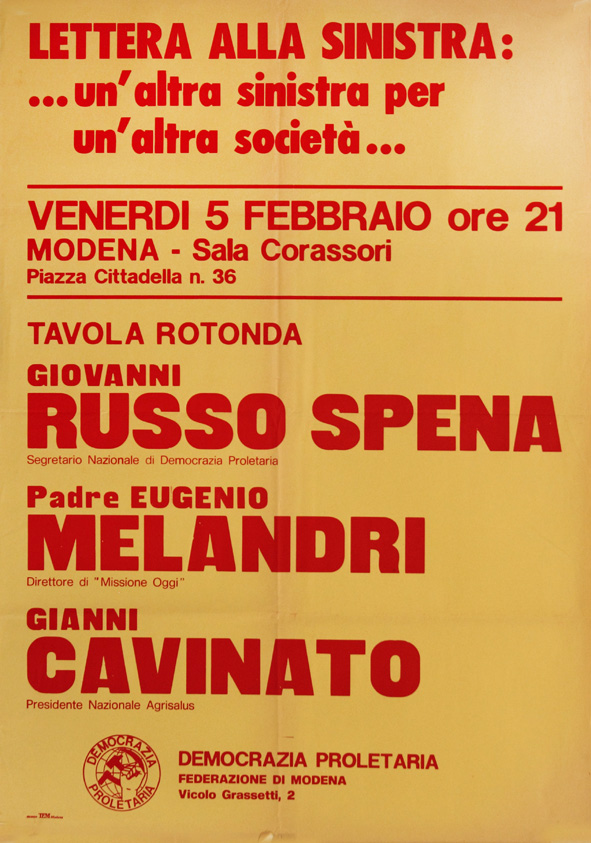 LETTERA ALLA SINISTRA:
...un'altra sinistra per
un'altra società...
VENERDI 5 FEBBRAIO ore 21
MODENA - Sala Corassori
Piazza Cittadella n. 36
TAVOLA ROTONDA
GIOVANNI
RUSSO SPENA
Segretario Nazionale di Democrazia Proletaria
Padre EUGENIO
MELANDRI
Direttore di "Missione Oggi"
GIANNI
CAVINATO
Presidente Nazionale Agrisalus
DEMOCRAZIA
PROLETARIA
DEMOCRAZIA PROLETARIA
FEDERAZIONE DI MODENA
Vicolo Grassetti, 2